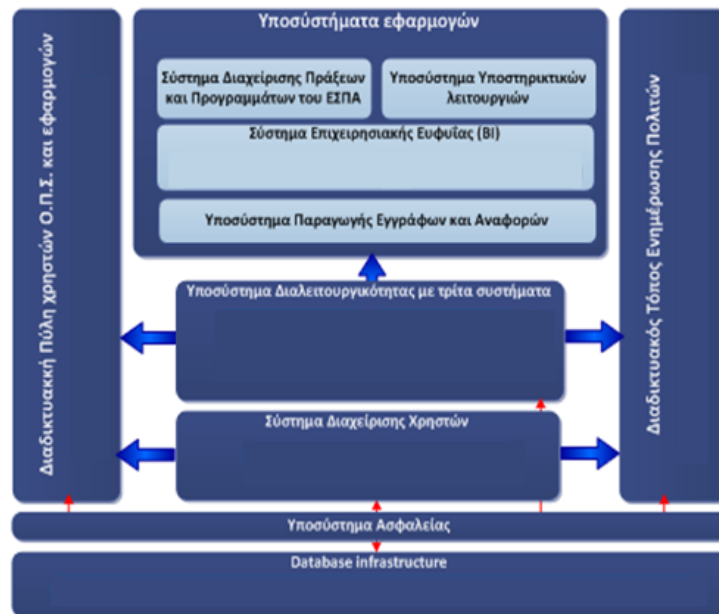 Υποσύστηματα εφαρμογών
Σύστημα Διαχείρισης Πράξεων
και Προγραμμάτων του ΕΣΠΑ
Υποσύστημα Υποστηρικτικών
λειτουργιών
Σύστημα Επιχειρησιακής Ευφυΐας (BI)
Υποσύστημα Παραγωγής Εγγράφων και Αναφορών
Διαδικτυακκή Πύλη χρηστών Ο.Π.Σ. και εφαρμογών
Υποσύστημα Διαλειτουργικότητας με τρίτα συστήματα
Σύστημα Διαχείρισης Χρηστών
Διαδικτυακός Τόπος Ενημέρωσης Πολιτών
Υποσύστημα Ασφαλείας
Database infrastructure